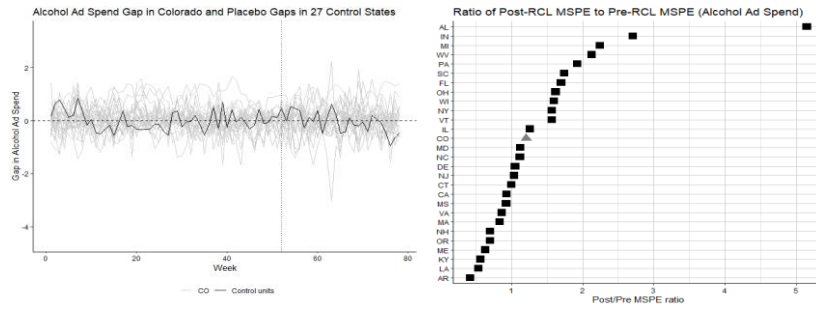 Alcohol Ad Spend Gap in Colorado and Placebo Gaps in 27 Control States
Gap in Alcohol Ad Spend
2
0
-2
-4
0
20
40
60
80
Week
CO
Control units
Ratio of Post-RCL MSPE to Pre-RCL MSPE (Alcohol Ad Spend)
AL
IN
MI
WV
PA
SC
FL
OH
WI
NY
VT
IL
CO
MD
NC
DE
NJ
CT
CA
MS
VA
MA
NH
OR
ME
KY
LA
AR
1
2
3
4
5
Post/Pre MSPE ratio